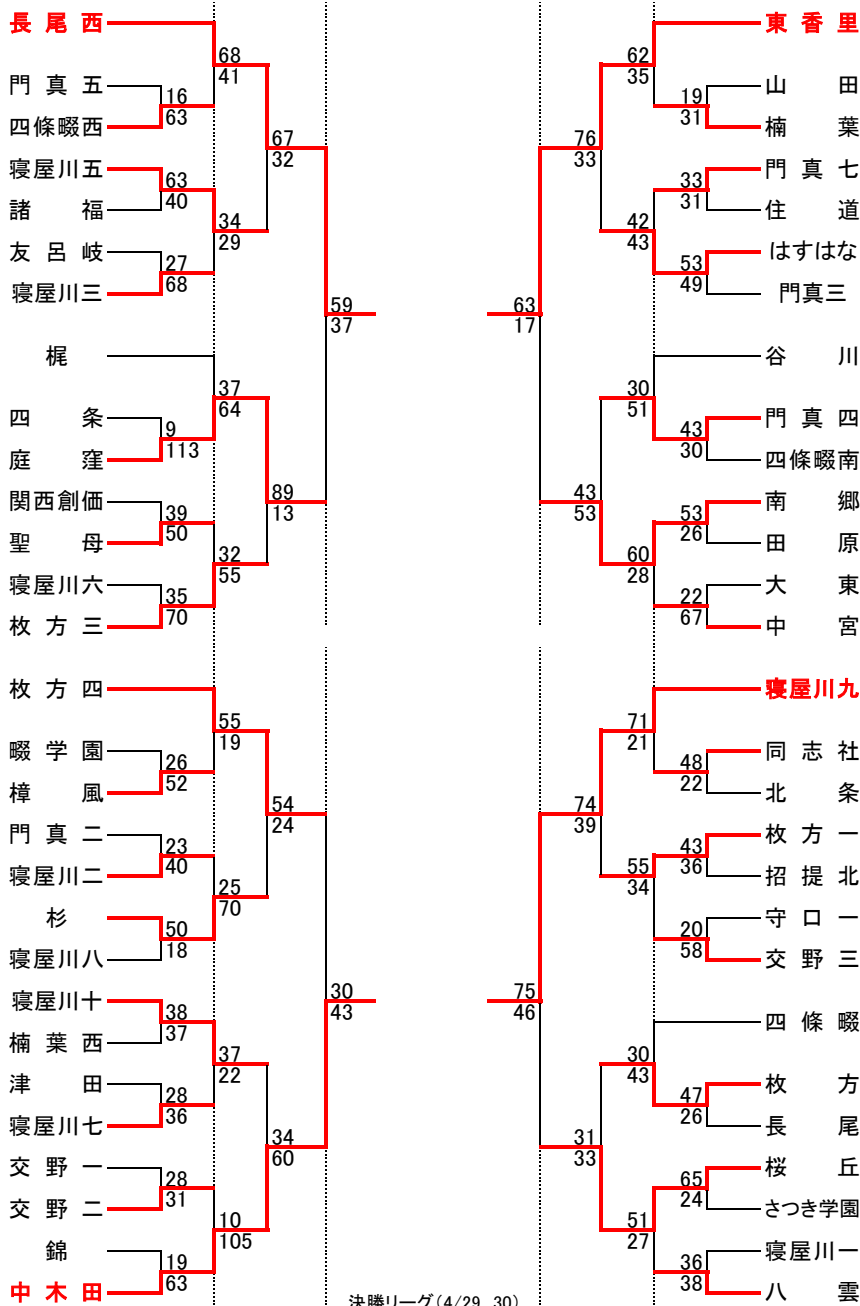 長尾西
68
41
門真五
16
63
四條畷西
67
32
寝屋川五
63
40
諸福
34
29
友呂岐
27
68
寝屋川三
59
37
梶
37
64
四条
9
113
庭窪
89
13
関西創価
39
50
聖母
32
55
寝屋川六
35
70
枚方三
枚方四
55
19
畷学園
26
52
樟風
54
24
門真二
23
40
寝屋川二
25
70
杉
50
18
寝屋川八
30
43
寝屋川十
38
37
楠葉西
37
22
津田
28
36
寝屋川七
34
60
交野一
28
31
交野二
10
105
錦
19
63
中木田
東香里
62
35
山田
19
31
楠葉
76
33
門真七
33
31
住道
42
43
はすはな
53
49
門真三
63
17
谷川
30
51
門真四
43
30
四條畷南
43
53
南郷
53
26
田原
60
28
大東
22
67
中宮
寝屋川九
71
21
同志社
48
22
北条
74
39
枚方一
43
36
招提北
55
34
守口一
20
58
交野三
75
46
四條畷
30
43
枚方
47
26
長尾
31
33
桜丘
65
24
さつき学園
51
27
寝屋川一
36
38
八雲
決勝リーグ(4/29、30)